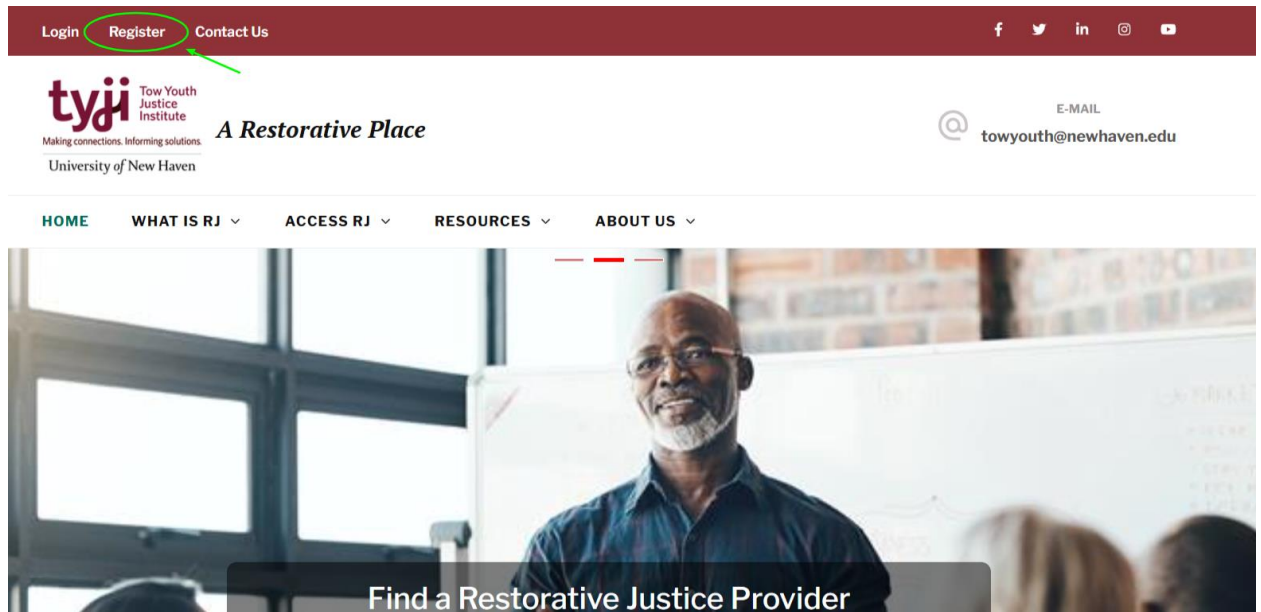 Login Register Contact Us
tyji Tow Youth
Justice
Institute
Making connections. Informing solutions.
University of New Haven
A Restorative Place
E-MAIL
towyouth@newhaven.edu
HOME WHAT IS RJ ACCESS RJ RESOURCES ABOUT US
Find a Restorative Justice Provider